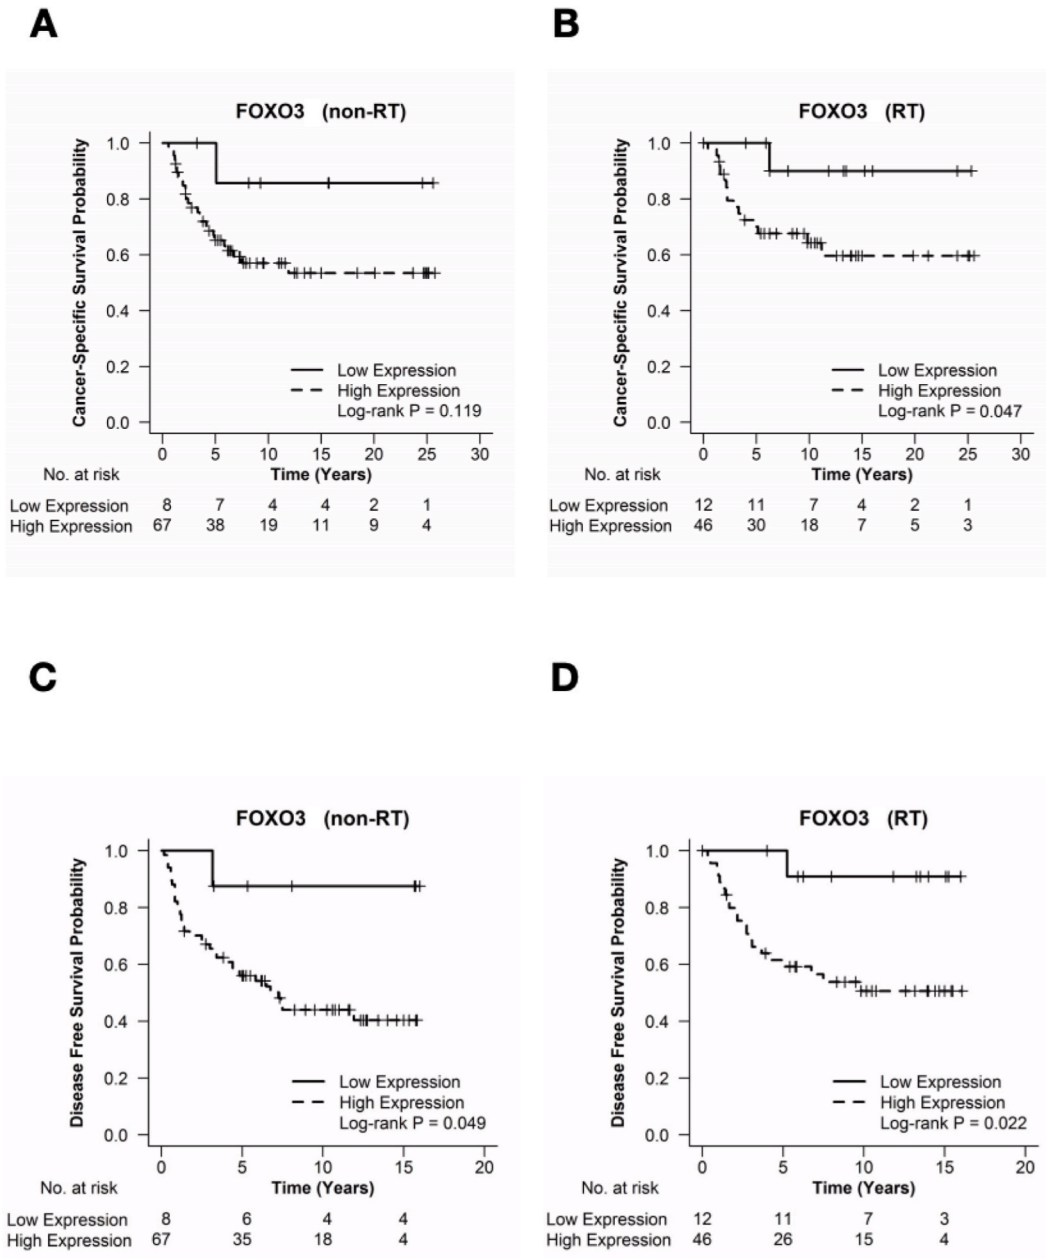 A
B
FOXO3 (non-RT)
Cancer-Specific Survival Probability
1.0
0.8
0.6
0.4
0.2
0.0
Low Expression
High Expression
Log-rank P = 0.119
0 5 10 15 20 25 30
No. at risk
Time (Years)
Low Expression 8 7 4 4 2 1
High Expression 67 38 19 11 9 4
FOXO3 (RT)
Cancer-Specific Survival Probability
1.0
0.8
0.6
0.4
0.2
0.0
Low Expression
High Expression
Log-rank P = 0.047
0 5 10 15 20 25 30
No. at risk
Time (Years)
Low Expression 12 11 7 4 2 1
High Expression 46 30 18 7 5 3
C
D
FOXO3 (non-RT)
Disease Free Survival Probability
1.0
0.8
0.6
0.4
0.2
0.0
Low Expression
High Expression
Log-rank P = 0.049
0 5 10 15 20
No. at risk
Time (Years)
Low Expression 8 6 4 4
High Expression 67 35 18 4
FOXO3 (RT)
Disease Free Survival Probability
1.0
0.8
0.6
0.4
0.2
0.0
Low Expression
High Expression
Log-rank P = 0.022
0 5 10 15 20
No. at risk
Time (Years)
Low Expression 12 11 7 3
High Expression 46 26 15 4